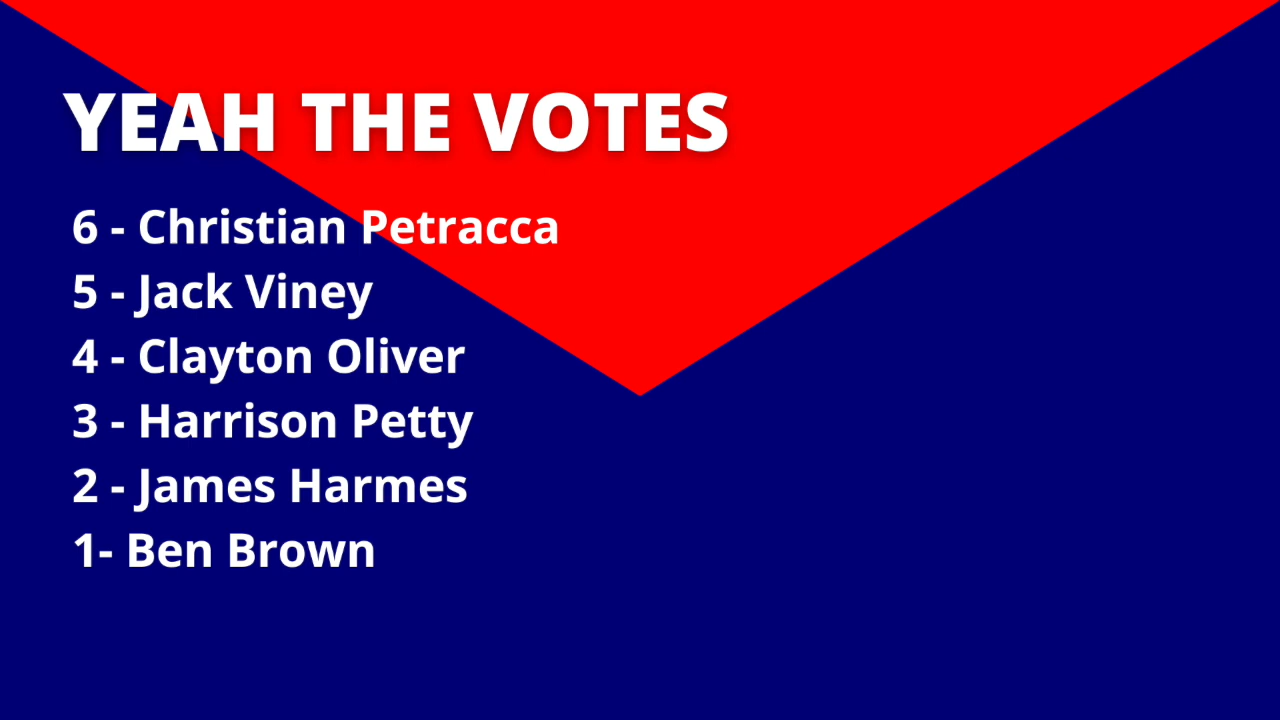 YEAH THE VOTES
6 - Christian Petracca
5 - Jack Viney
4 - Clayton Oliver
3 - Harrison Petty
2 - James Harmes
1- Ben Brown